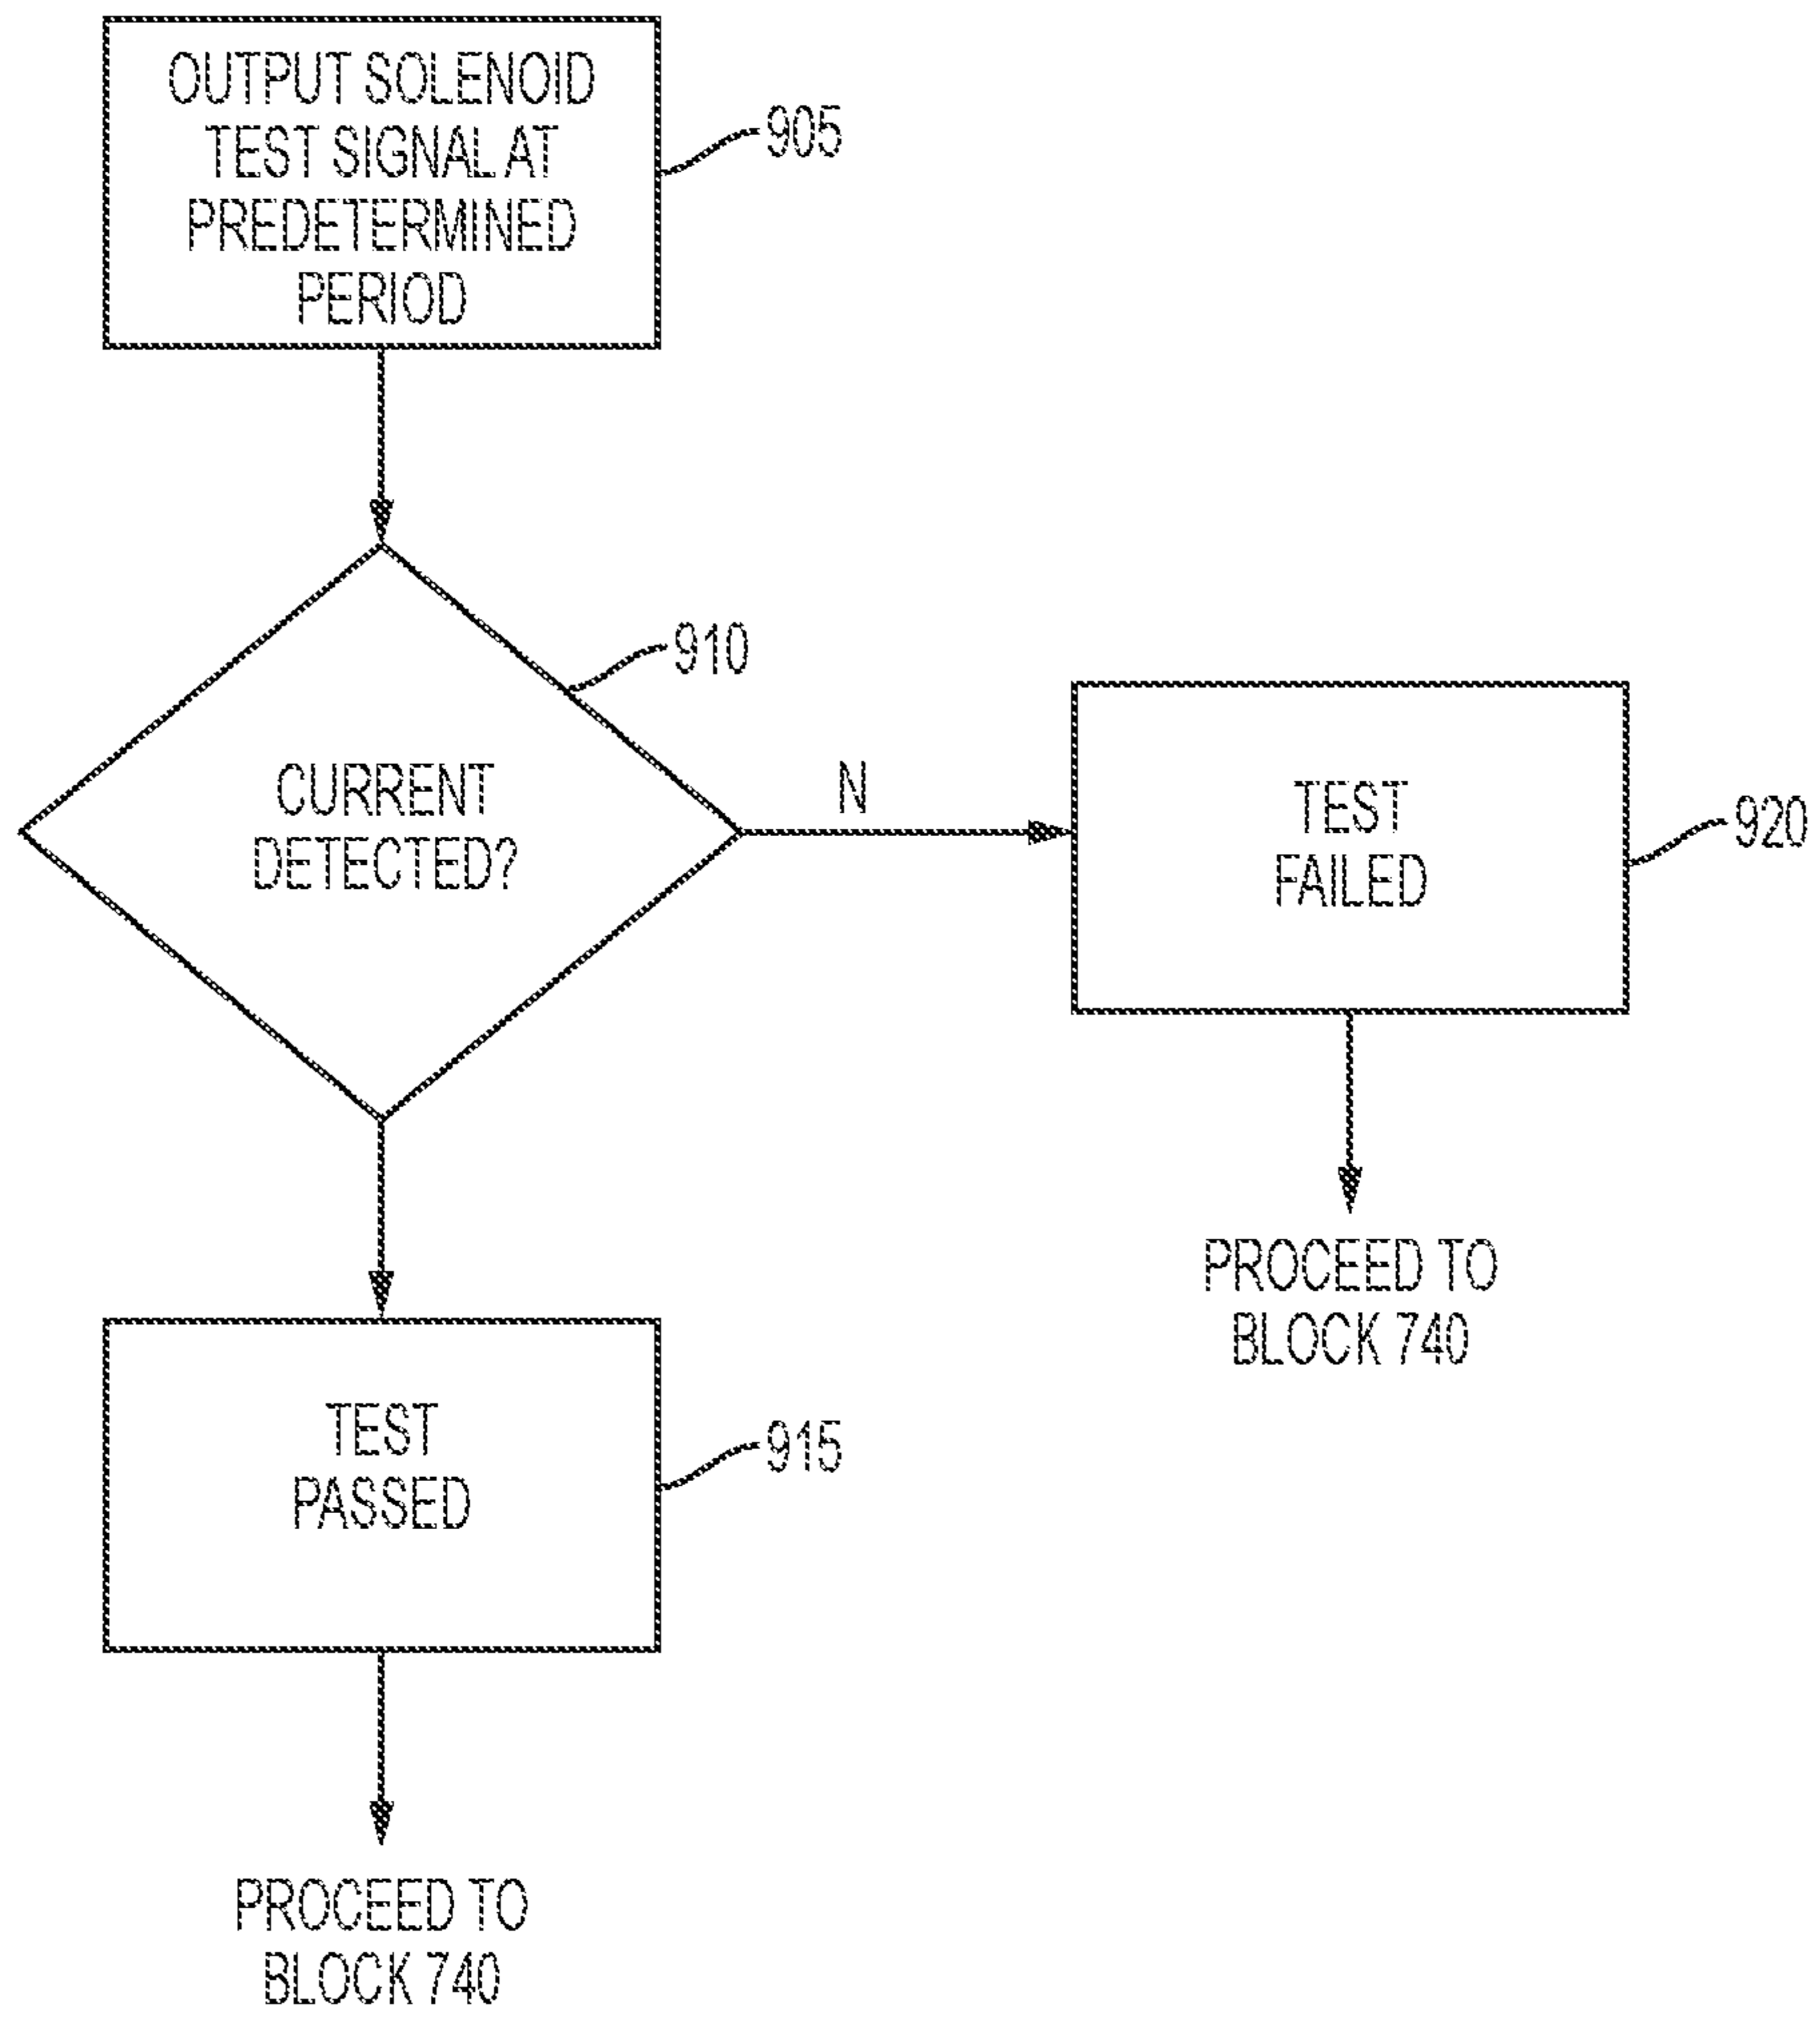 OUTPUT SOLENOID
TEST SIGNAL AT
PREDETERMINED
PERIOD
905
910
CURRENT
DETECTED?
N
TEST
FAILED
920
PROCEED TO
BLOCK 740
TEST
PASSED
915
PROCEED TO
BLOCK 740